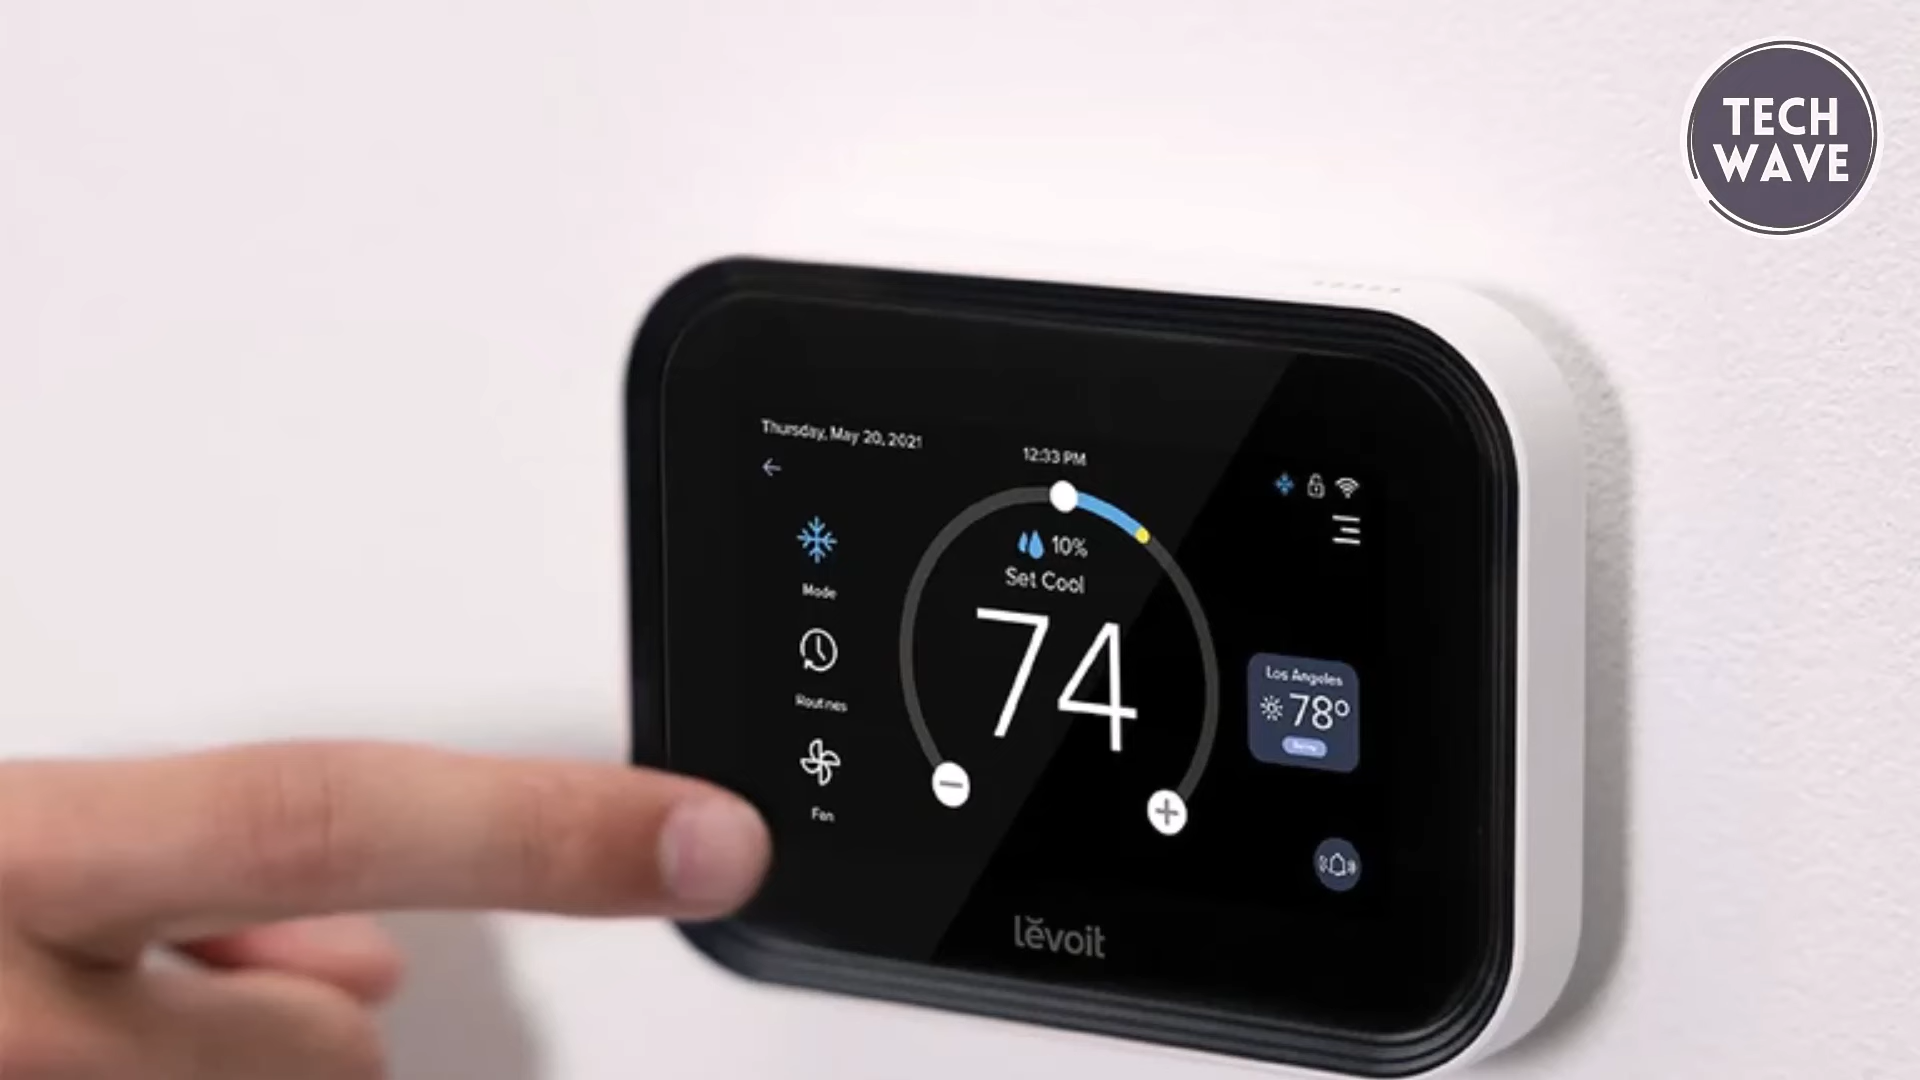 TECH
WAVE
Thursday, May 20, 2021
12:33 PM
10%
Set Cool
74
Mode
Routines
Fan
Los Angeles
78°
levoit